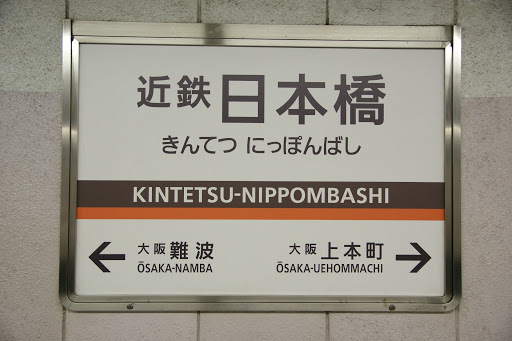 近鉄 日本橋
きんてつ にっぽんばし
KINTETSU-NIPPOMBASHI
← 大阪 難波 大阪 上本町 →
ŌSAKA-NAMBA ŌSAKA-UEHOMMACHI